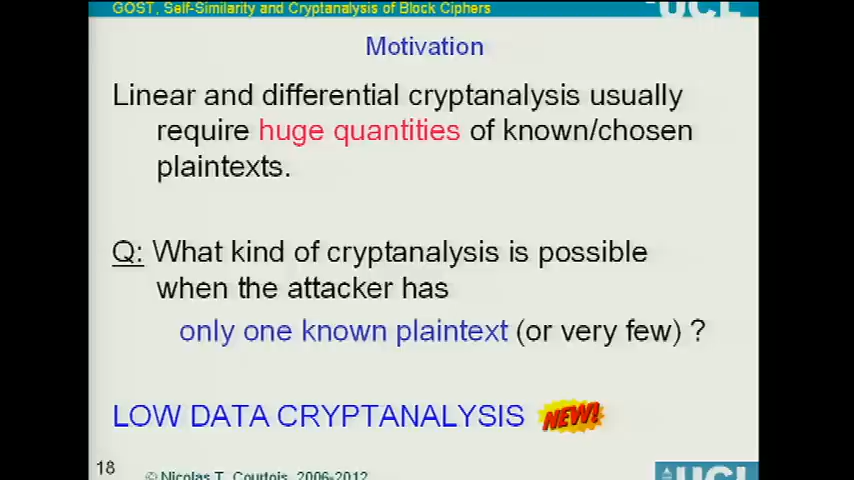 GOST, Self-Similarity and Cryptanalysis of Block Ciphers
UCL
Motivation
Linear and differential cryptanalysis usually
require huge quantities of known/chosen
plaintexts.
Q: What kind of cryptanalysis is possible
when the attacker has
only one known plaintext (or very few) ?
LOW DATA CRYPTANALYSIS NEW!
18
© Nicolas T. Courtois, 2006-2012
UCL